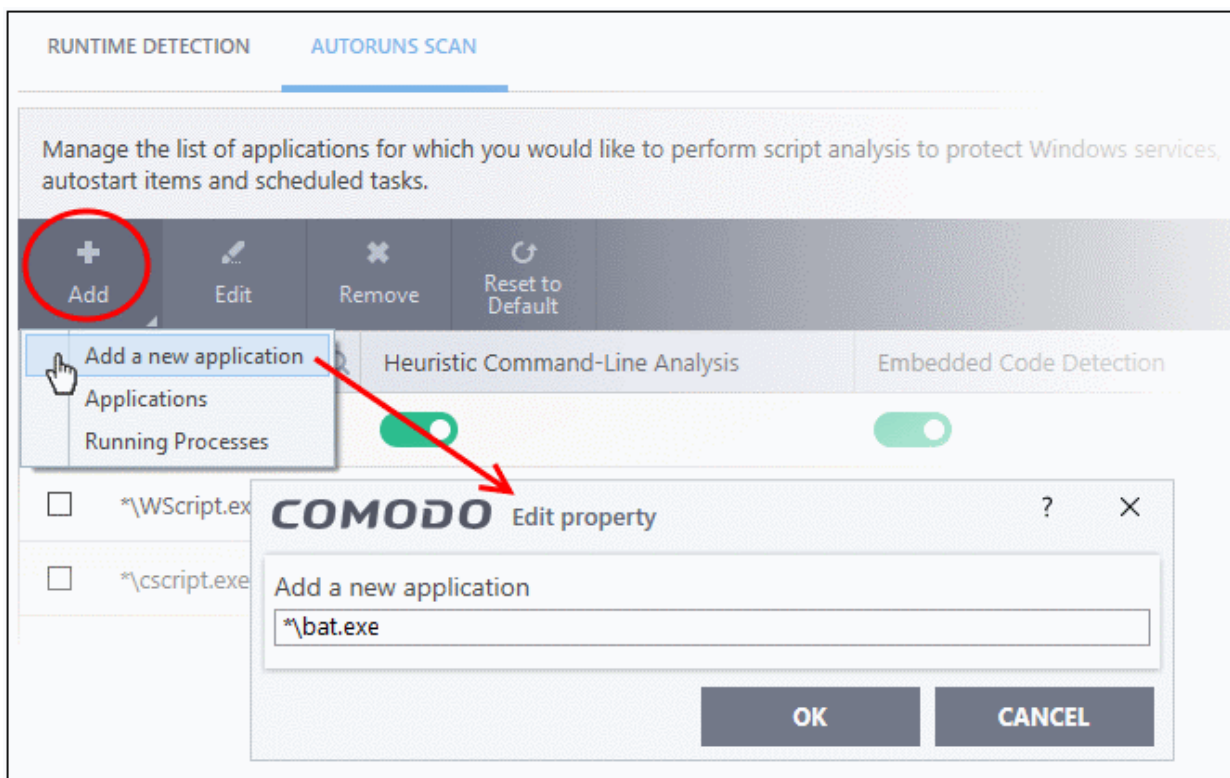 RUNTIME DETECTION AUTORUNS SCAN
Manage the list of applications for which you would like to perform script analysis to protect Windows services,
autostart items and scheduled tasks.
Add Edit Remove Reset to Default
Add a new application
Applications
Running Processes
Heuristic Command-Line Analysis Embedded Code Detection
*\WScript.ex
*\cscript.exe
COMODO Edit property ?
Add a new application
*\bat.exe
OK CANCEL